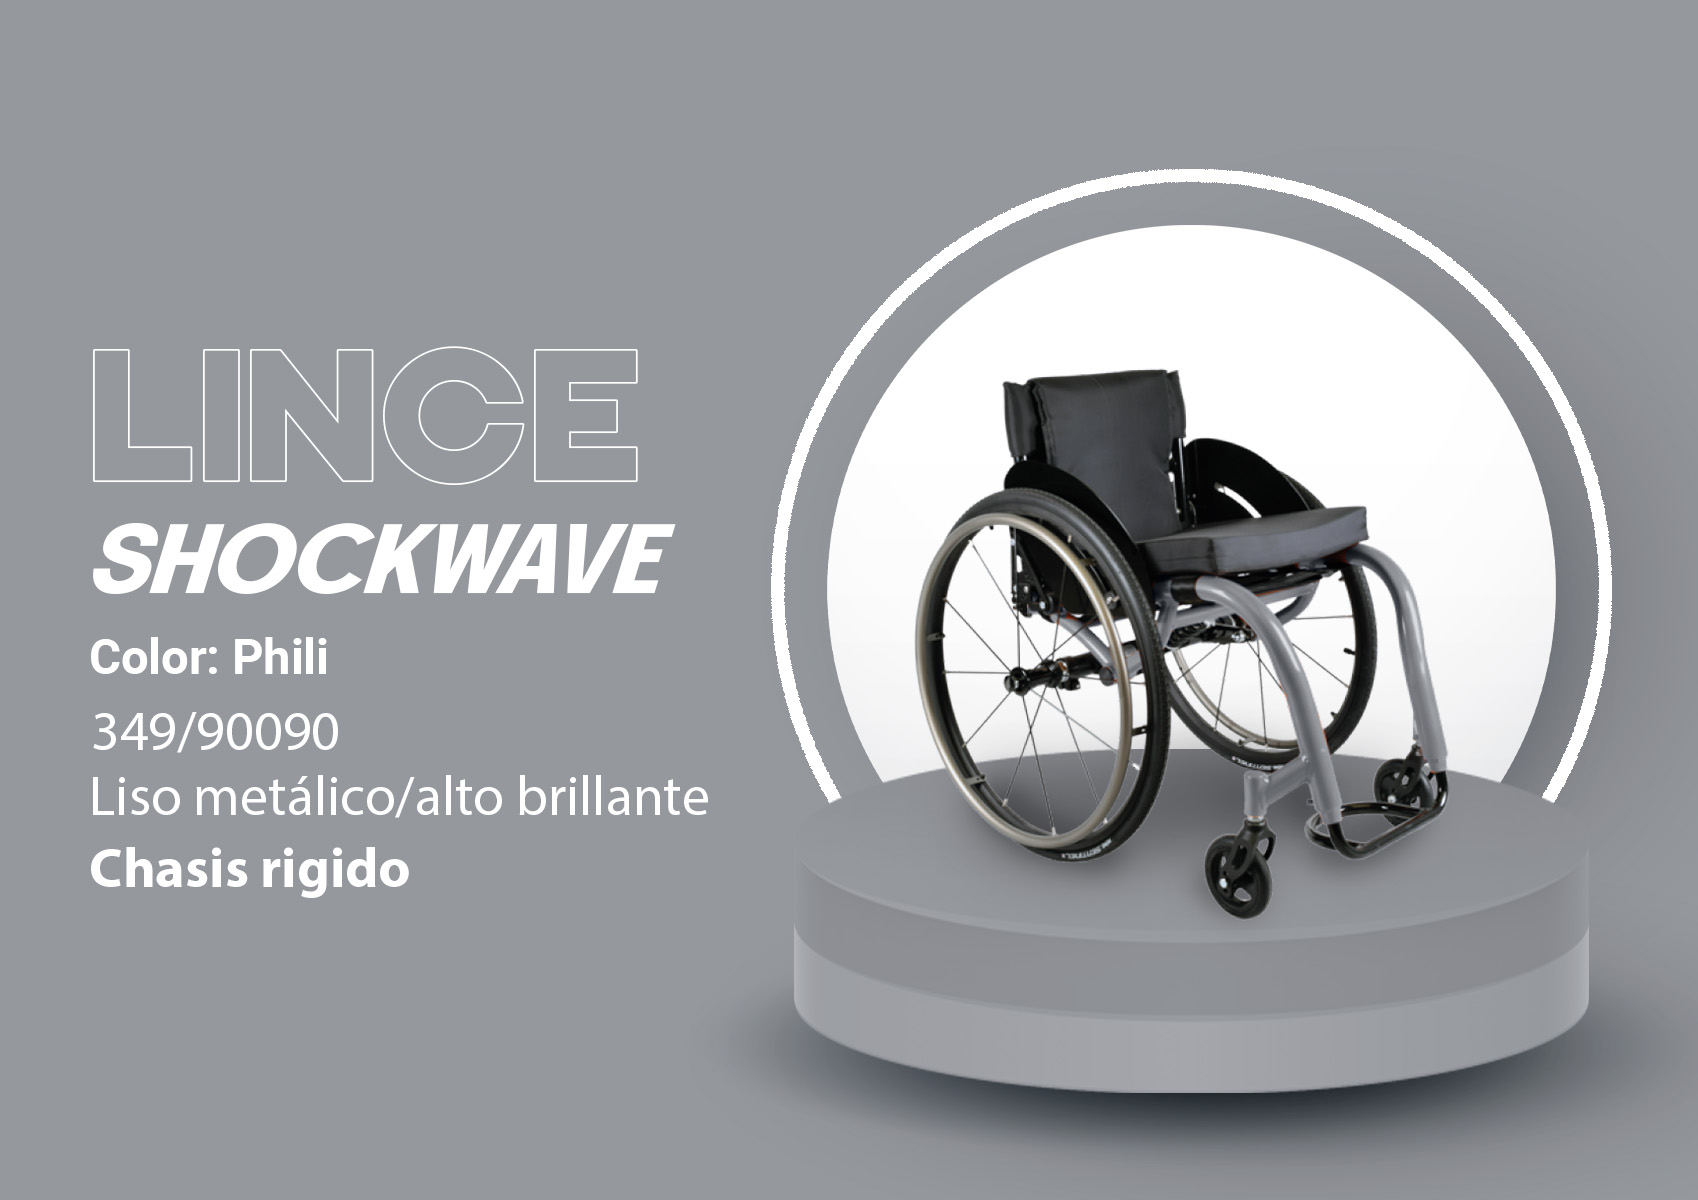 LINCE
SHOCKWAVE
Color: Phili
349/90090
Liso metálico/alto brillante
Chasis rigido